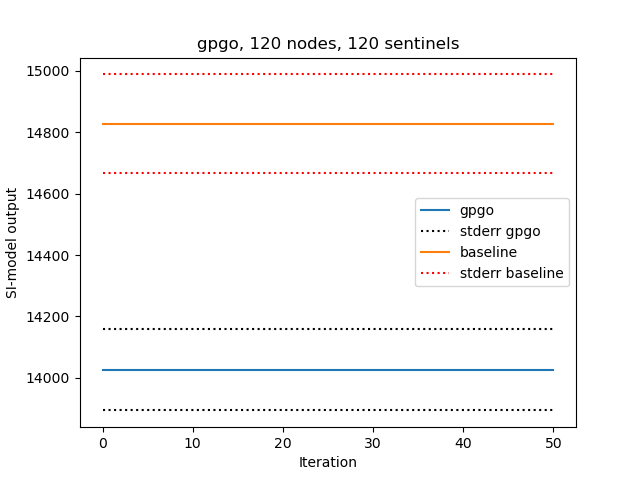 gpgo, 120 nodes, 120 sentinels
15000
14800
14600
14400
14200
14000
SI-model output
gpgo
stderr gpgo
baseline
stderr baseline
0 10 20 30 40 50
Iteration